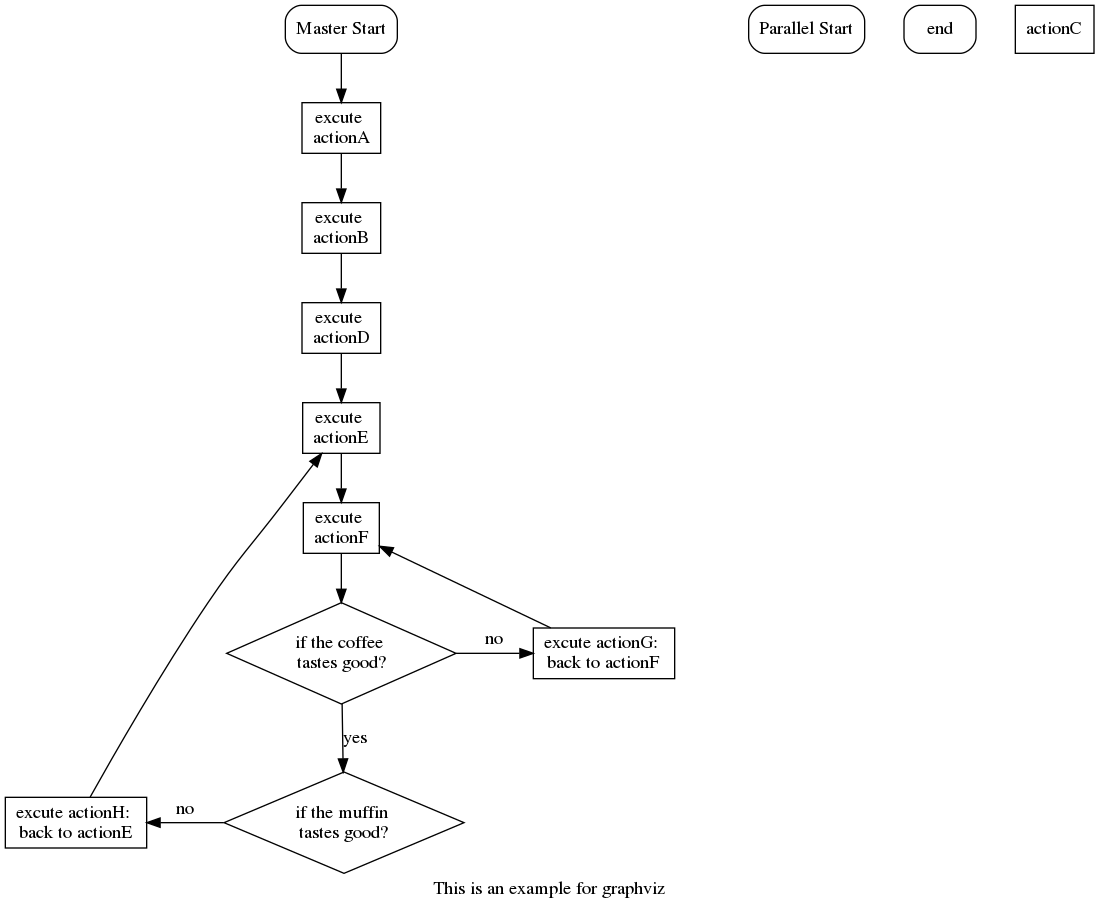 Master Start
Parallel Start
end
actionC
excute
actionA
excute
actionB
excute
actionD
excute
actionE
excute
actionF
if the coffee
tastes good?
no
excute actionG:
back to actionF
yes
if the muffin
tastes good?
no
excute actionH:
back to actionE
This is an example for graphviz